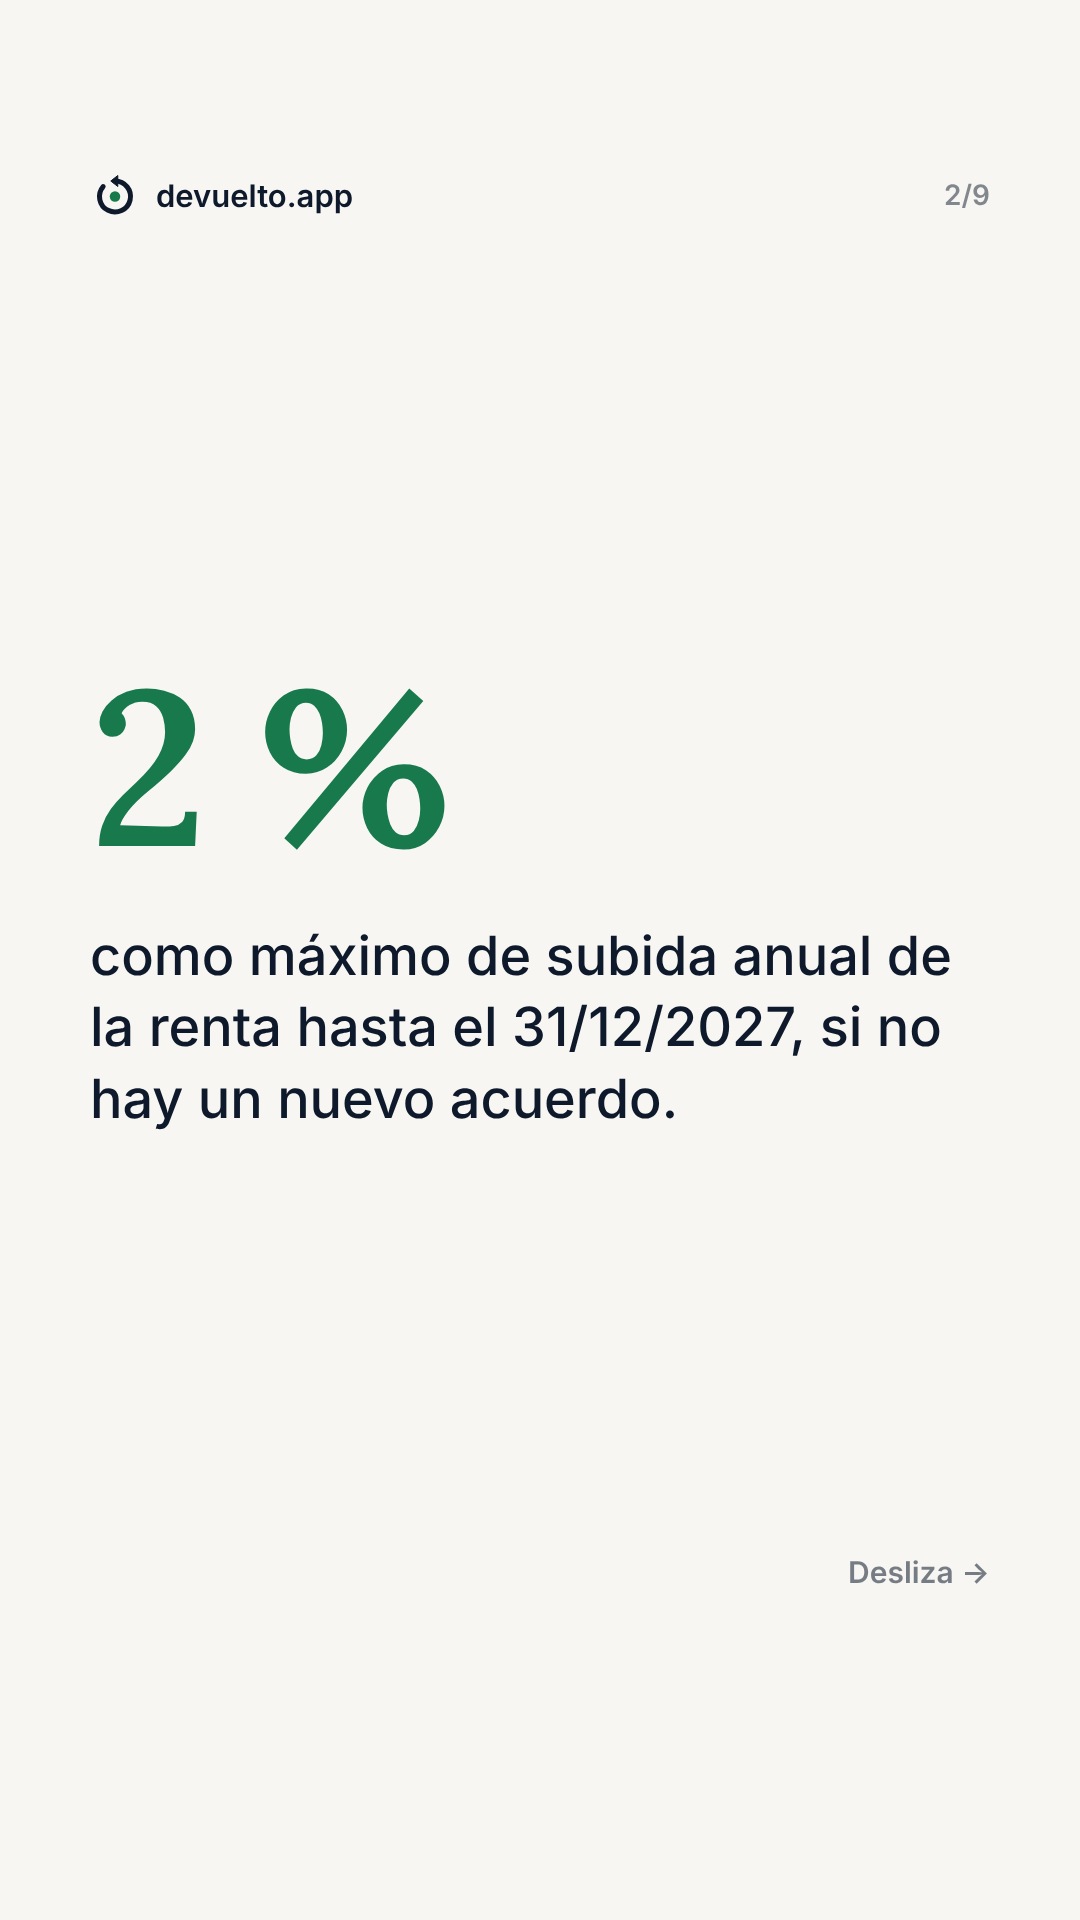 devuelto.app
2/9
2 %
como máximo de subida anual de
la renta hasta el 31/12/2027, si no
hay un nuevo acuerdo.
Desliza →